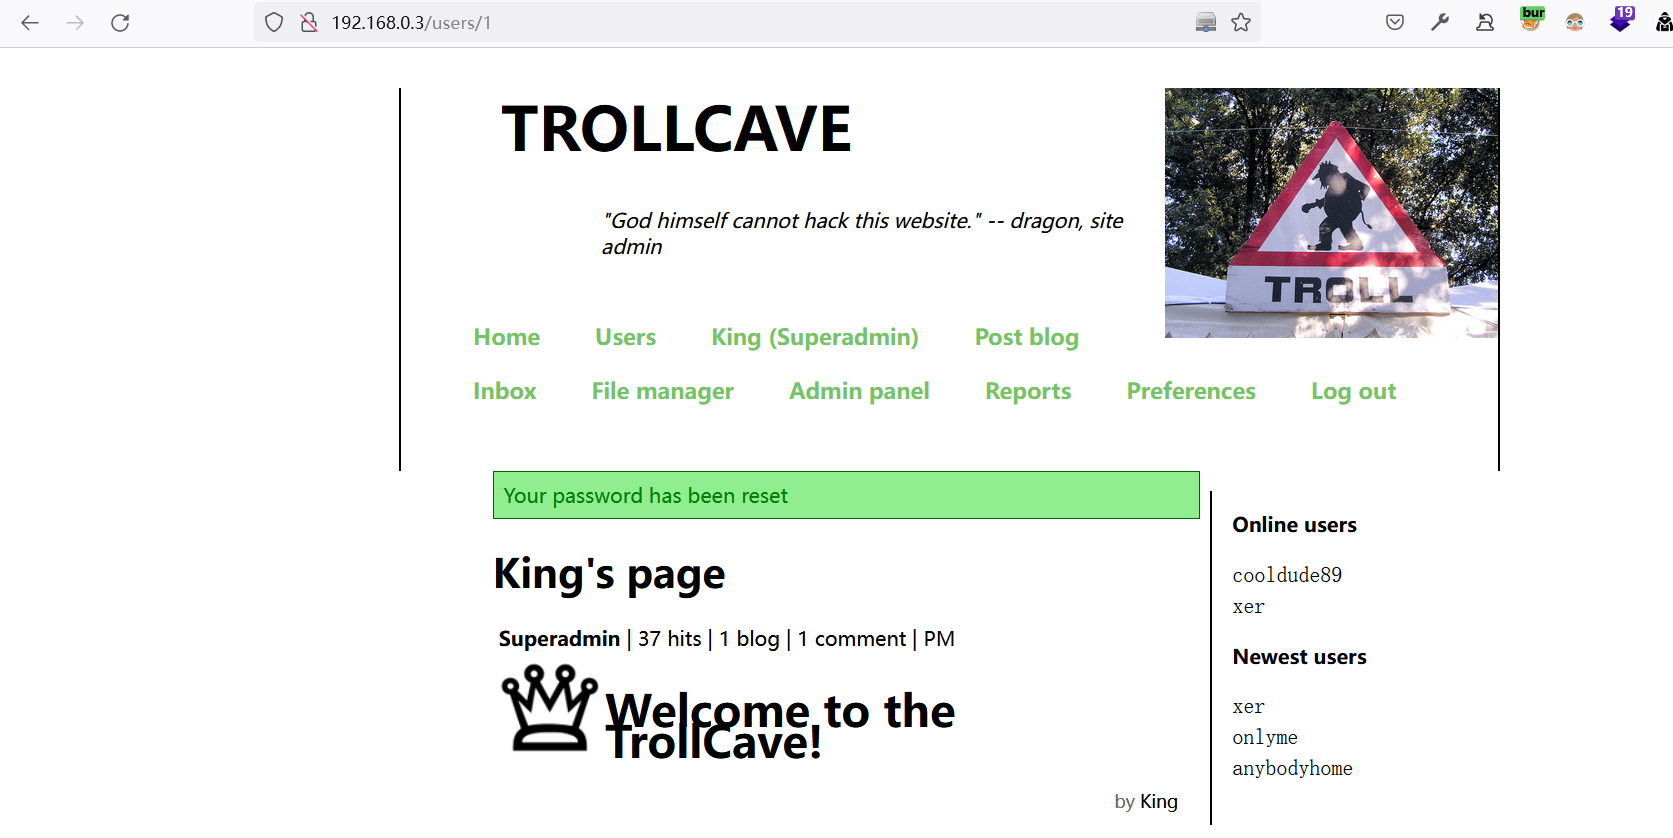 192.168.0.3/users/1
bur
19
TROLLCAVE
"God himself cannot hack this website." -- dragon, site
admin
TROLL
Home Users King (Superadmin) Post blog
Inbox File manager Admin panel Reports Preferences Log out
Your password has been reset
King's page
Superadmin | 37 hits | 1 blog | 1 comment | PM
Welcome to the
TrollCave!
by King
Online users
cooldude89
xer
Newest users
xer
onlyme
anybodyhome